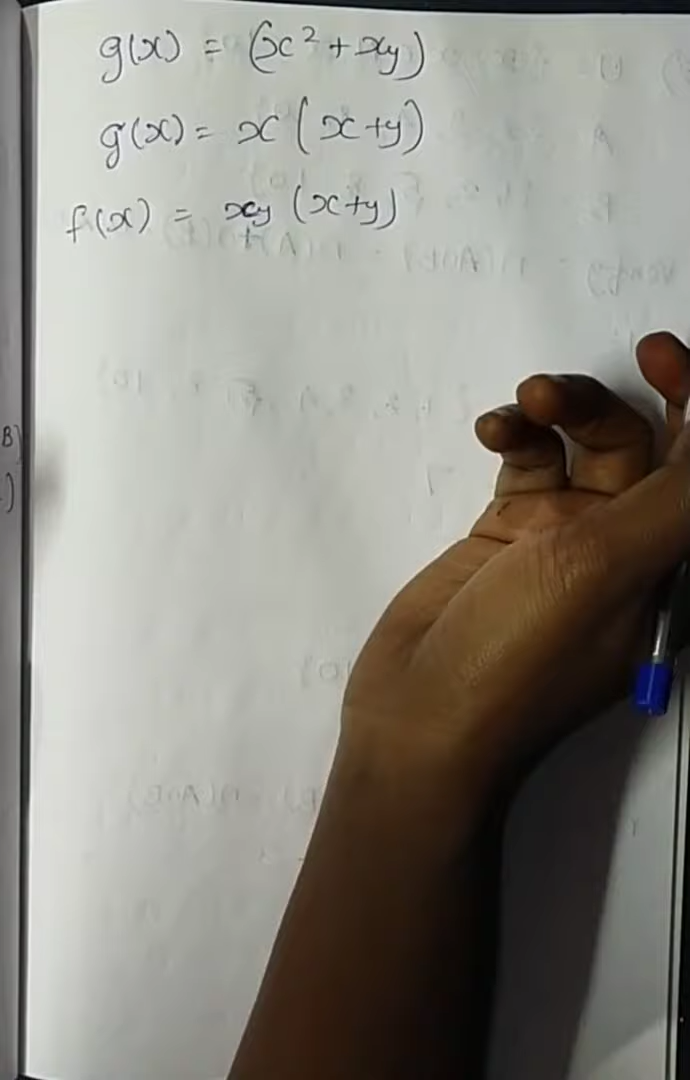 g(x) = (x² + xy)
g(x) = x (x+y)
f(x) = xy (x+y)
B)